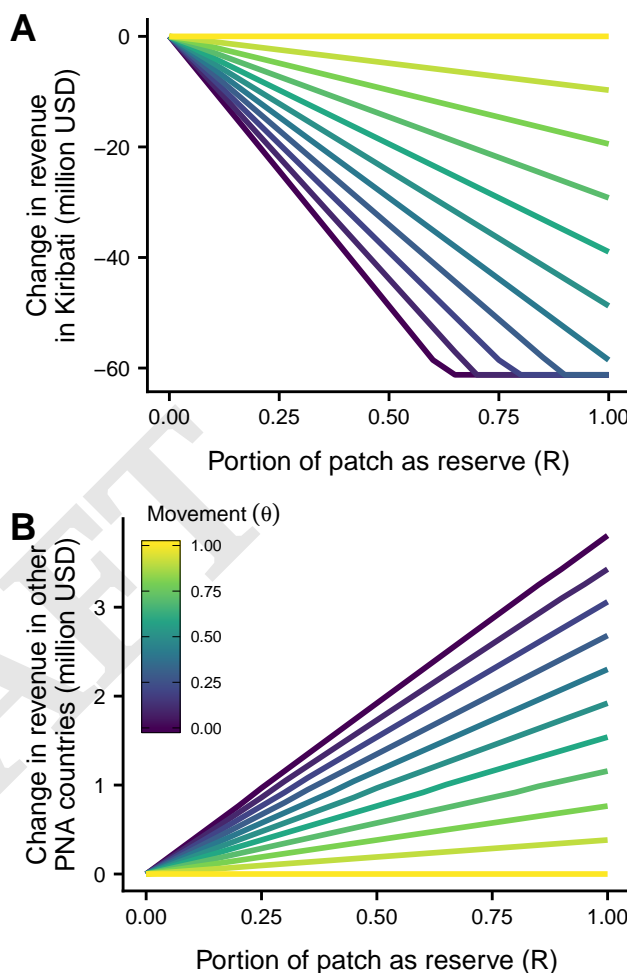 A
Change in revenue
in Kiribati (million USD)
0
−20
−40
−60
0.00 0.25 0.50 0.75 1.00
Portion of patch as reserve (R)
B
Movement (θ)
1.00
0.75
0.50
0.25
0.00
Change in revenue in other
PNA countries (million USD)
3
2
1
0
0.00 0.25 0.50 0.75 1.00
Portion of patch as reserve (R)
AFT